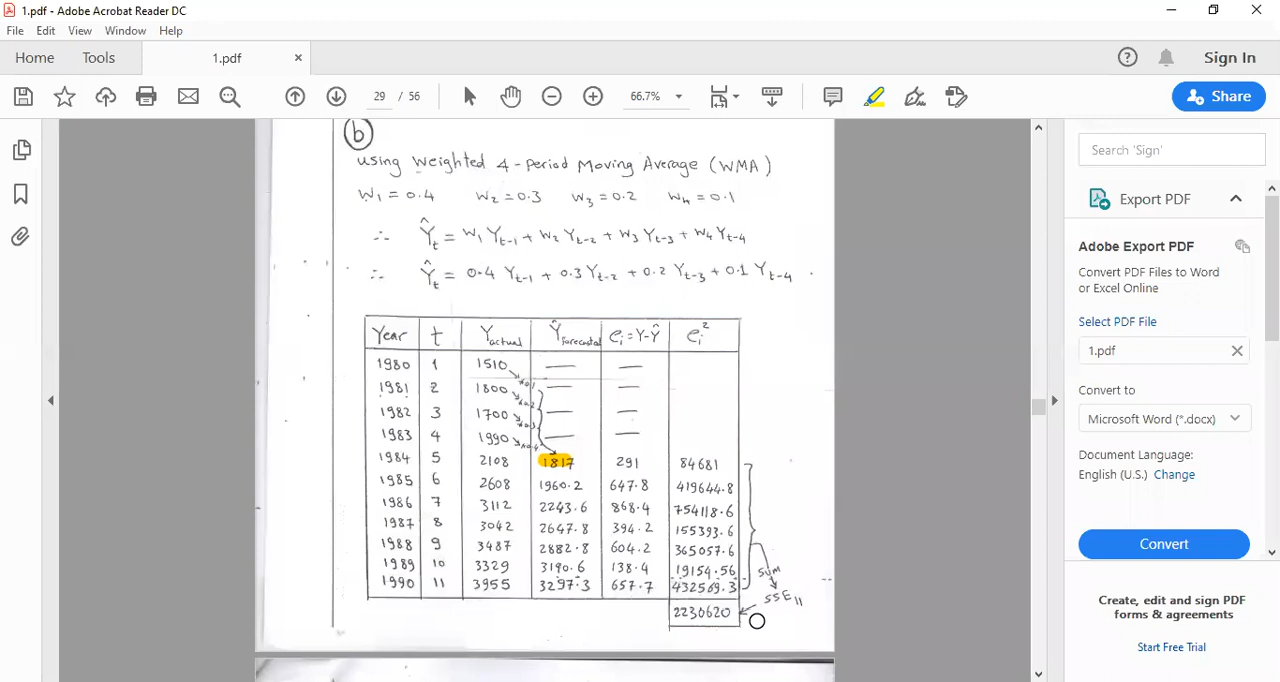 1.pdf - Adobe Acrobat Reader DC
File Edit View Window Help
Home Tools 1.pdf × Sign In
29 / 56 66.7% Share
b
using weighted 4-period Moving Average (WMA)
W1 = 0.4 W2 = 0.3 W3 = 0.2 W4 = 0.1
∴ Ŷt = W1 Yt-1 + W2 Yt-2 + W3 Yt-3 + W4 Yt-4
∴ Ŷt = 0.4 Yt-1 + 0.3 Yt-2 + 0.2 Yt-3 + 0.1 Yt-4
Year t Yactual Ŷforecasted ei = Y-Ŷ ei²
1980 1 1510 — —
×0.1
1981 2 1800 — —
×0.2
1982 3 1700 — —
×0.3
1983 4 1990 — —
×0.4
1984 5 2108 1817 291 84681
1985 6 2608 1960.2 647.8 419644.8
1986 7 3112 2243.6 868.4 754118.6
1987 8 3042 2647.8 394.2 155393.6
1988 9 3487 2882.8 604.2 365057.6
1989 10 3329 3190.6 138.4 19154.56
1990 11 3955 3297.3 657.7 432569.3
SUM
SSE
2230620
Search 'Sign'
Export PDF
Adobe Export PDF
Convert PDF Files to Word
or Excel Online
Select PDF File
1.pdf
Convert to
Microsoft Word (*.docx)
Document Language:
English (U.S.) Change
Convert
Create, edit and sign PDF
forms & agreements
Start Free Trial